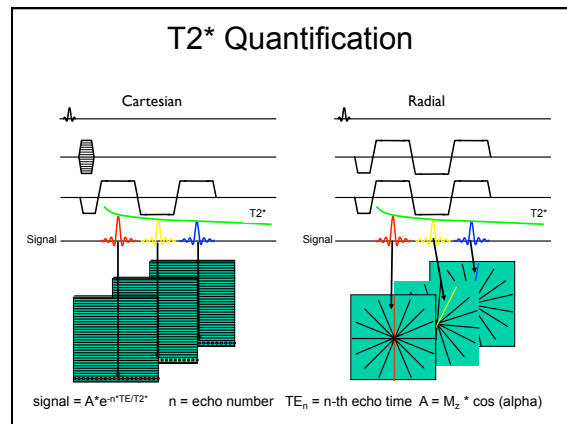 T2* Quantification
Cartesian
Radial
T2*
T2*
Signal
Signal
signal = A*e-n*TE/T2* n = echo number TEn = n-th echo time A = Mz * cos (alpha)